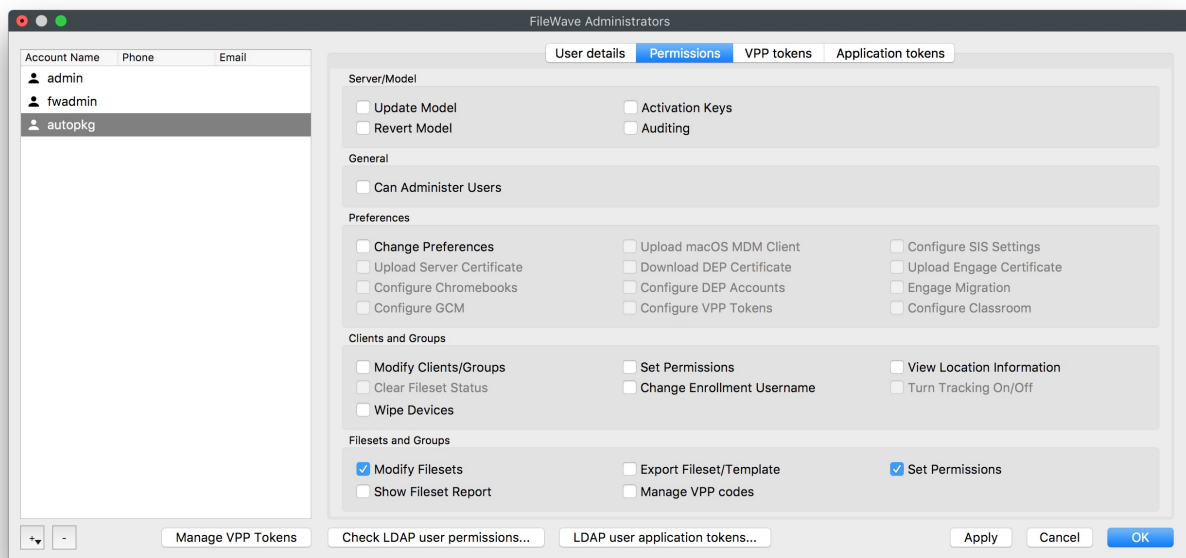 FileWave Administrators
Account Name Phone Email
admin
fwadmin
autopkg
User details Permissions VPP tokens Application tokens
Server/Model
Update Model Activation Keys
Revert Model Auditing
General
Can Administer Users
Preferences
Change Preferences Upload macOS MDM Client Configure SIS Settings
Upload Server Certificate Download DEP Certificate Upload Engage Certificate
Configure Chromebooks Configure DEP Accounts Engage Migration
Configure GCM Configure VPP Tokens Configure Classroom
Clients and Groups
Modify Clients/Groups Set Permissions View Location Information
Clear Fileset Status Change Enrollment Username Turn Tracking On/Off
Wipe Devices
Filesets and Groups
Modify Filesets Export Fileset/Template Set Permissions
Show Fileset Report Manage VPP codes
+ - Manage VPP Tokens Check LDAP user permissions... LDAP user application tokens... Apply Cancel OK